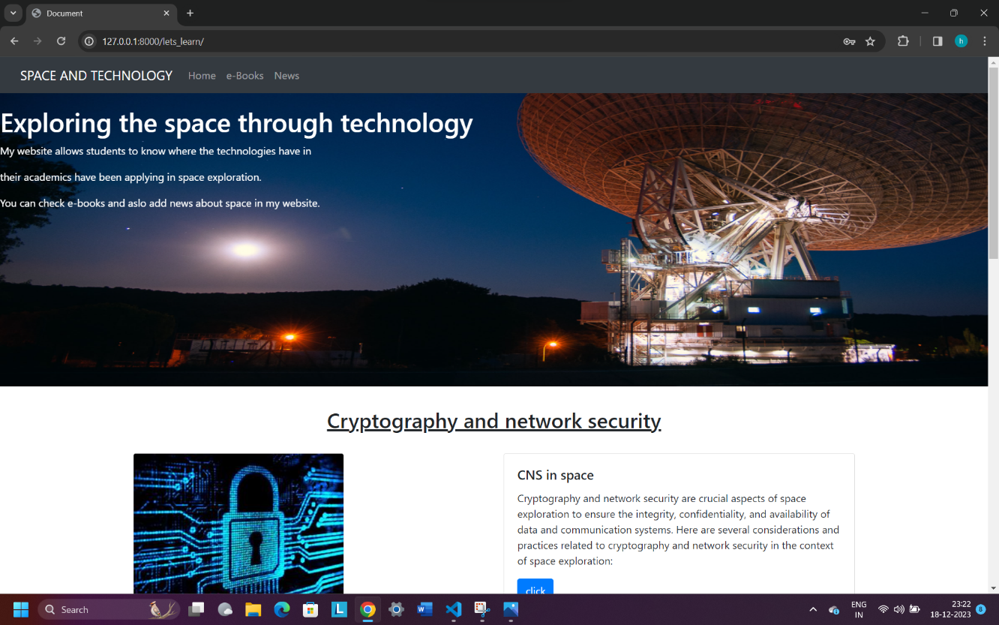 Document
127.0.0.1:8000/lets_learn/
h
SPACE AND TECHNOLOGY Home e-Books News
Exploring the space through technology
My website allows students to know where the technologies have in
their academics have been applying in space exploration.
You can check e-books and aslo add news about space in my website.
Cryptography and network security
CNS in space
Cryptography and network security are crucial aspects of space
exploration to ensure the integrity, confidentiality, and availability of
data and communication systems. Here are several considerations and
practices related to cryptography and network security in the context
of space exploration:
click
Search
L
W
ENG
IN
23:22
18-12-2023
8